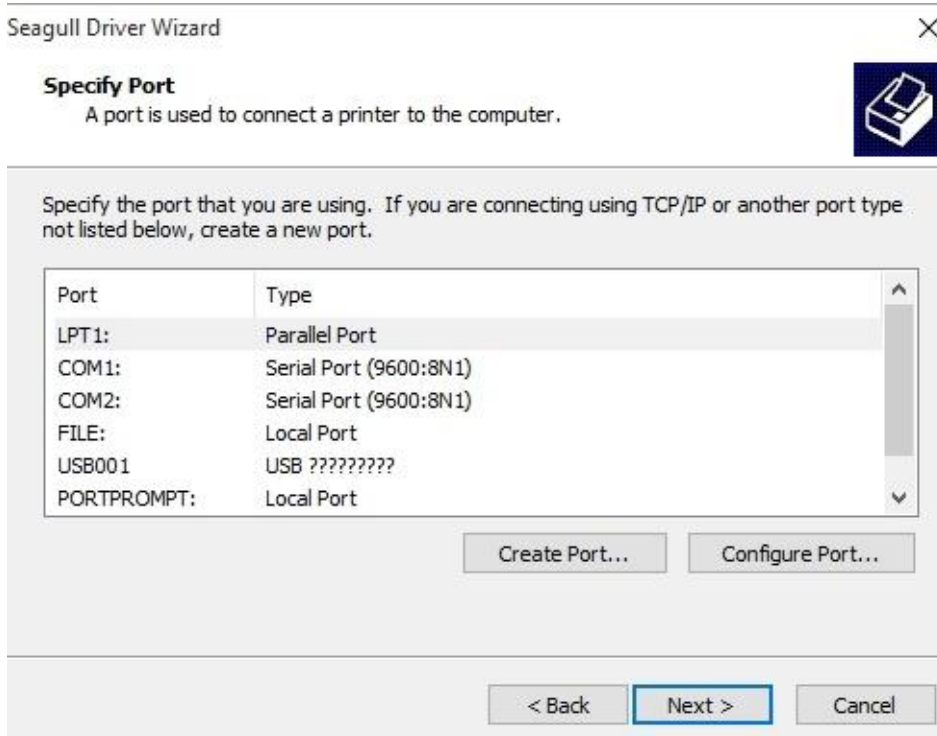 Seagull Driver Wizard
Specify Port
A port is used to connect a printer to the computer.
Specify the port that you are using. If you are connecting using TCP/IP or another port type
not listed below, create a new port.
Port Type
LPT1: Parallel Port
COM1: Serial Port (9600:8N1)
COM2: Serial Port (9600:8N1)
FILE: Local Port
USB001 USB ?????????
PORTPROMPT: Local Port
Create Port... Configure Port...
< Back Next > Cancel